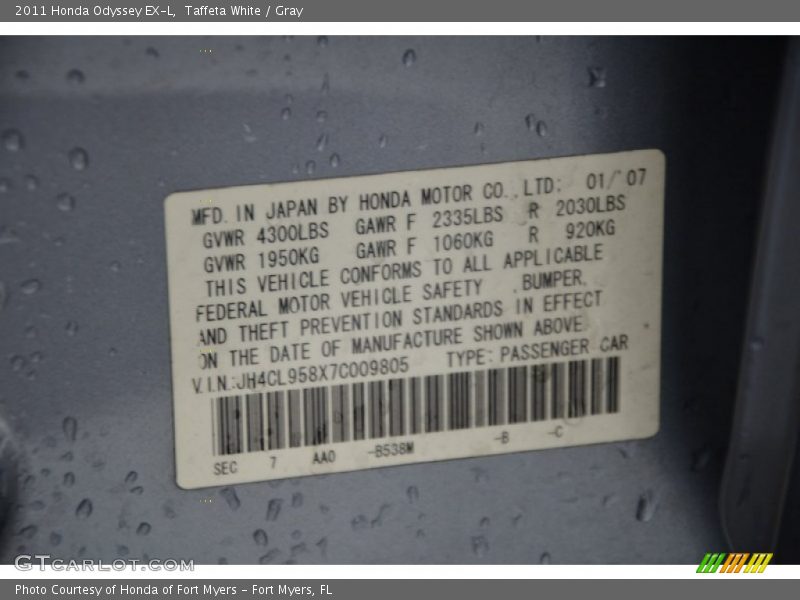 2011 Honda Odyssey EX-L, Taffeta White / Gray
MFD. IN JAPAN BY HONDA MOTOR CO., LTD: 01/'07
GVWR 4300LBS GAWR F 2335LBS R 2030LBS
GVWR 1950KG GAWR F 1060KG R 920KG
THIS VEHICLE CONFORMS TO ALL APPLICABLE
FEDERAL MOTOR VEHICLE SAFETY , BUMPER,
AND THEFT PREVENTION STANDARDS IN EFFECT
ON THE DATE OF MANUFACTURE SHOWN ABOVE.
V.I.N.:JH4CL958X7C009805 TYPE: PASSENGER CAR
SEC 7 AAO -B538M -B -C
GTCARLOT.COM
Photo Courtesy of Honda of Fort Myers - Fort Myers, FL